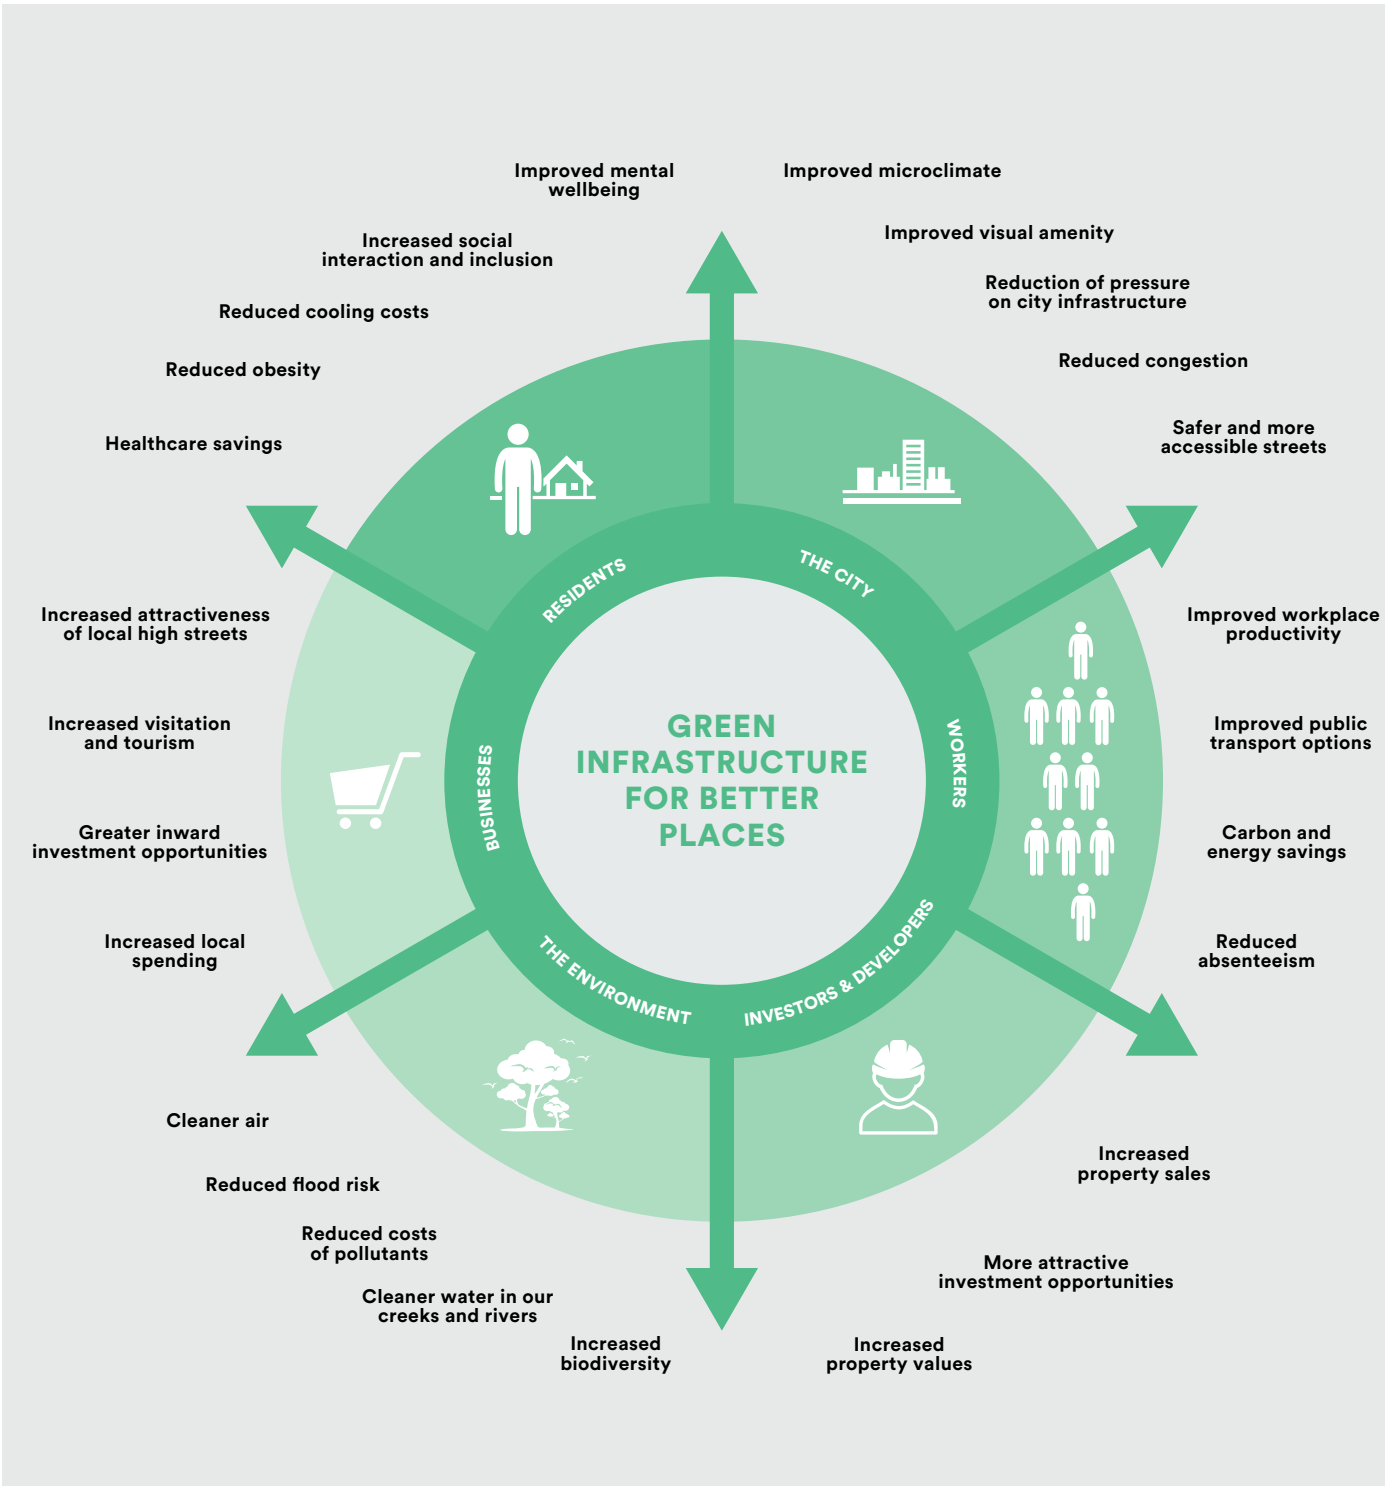 Improved mental
wellbeing
Improved microclimate
Increased social
interaction and inclusion
Improved visual amenity
Reduced cooling costs
Reduction of pressure
on city infrastructure
Reduced obesity
Reduced congestion
Healthcare savings
Safer and more
accessible streets
RESIDENTS
THE CITY
Increased attractiveness
of local high streets
Improved workplace
productivity
Increased visitation
and tourism
Improved public
transport options
BUSINESSES
GREEN
INFRASTRUCTURE
FOR BETTER
PLACES
WORKERS
Greater inward
investment opportunities
Carbon and
energy savings
Increased local
spending
Reduced
absenteeism
THE ENVIRONMENT
INVESTORS & DEVELOPERS
Cleaner air
Increased
property sales
Reduced flood risk
Reduced costs
of pollutants
More attractive
investment opportunities
Cleaner water in our
creeks and rivers
Increased
biodiversity
Increased
property values